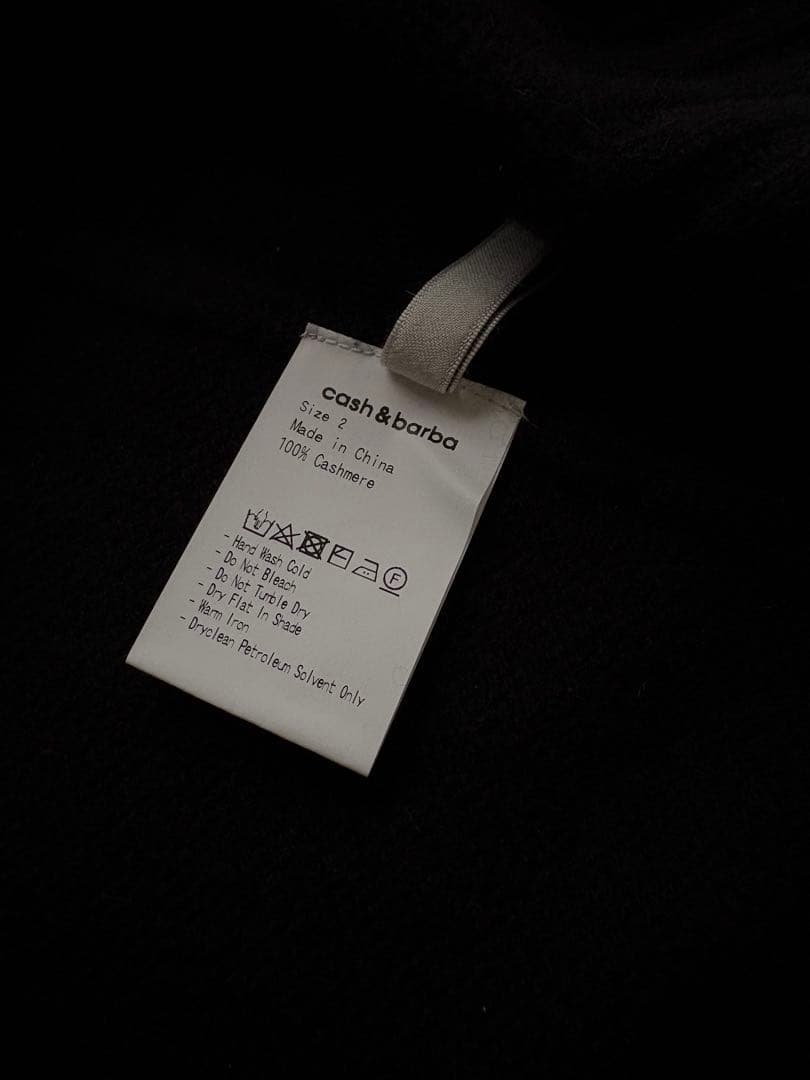 cash&barba
Size 2
Made in China
100% Cashmere
F
- Hand Wash Cold
- Do Not Bleach
- Do Not Tumble Dry
- Dry Flat In Shade
- Warm Iron
- Dryclean Petroleum Solvent Only